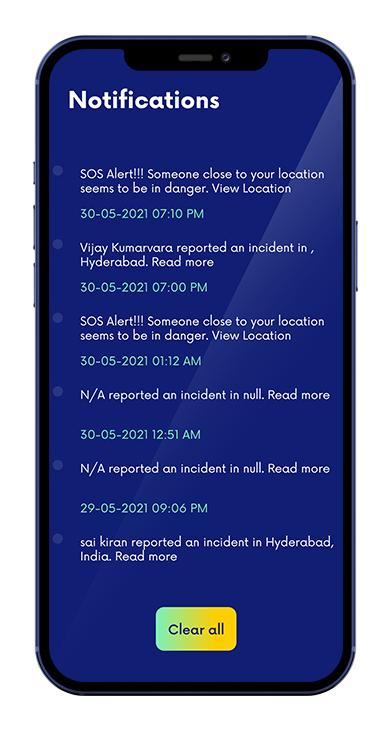 Notifications
SOS Alert!!! Someone close to your location
seems to be in danger. View Location
30-05-2021 07:10 PM
Vijay Kumarvara reported an incident in ,
Hyderabad. Read more
30-05-2021 07:00 PM
SOS Alert!!! Someone close to your location
seems to be in danger. View Location
30-05-2021 01:12 AM
N/A reported an incident in null. Read more
30-05-2021 12:51 AM
N/A reported an incident in null. Read more
29-05-2021 09:06 PM
sai kiran reported an incident in Hyderabad,
India. Read more
Clear all